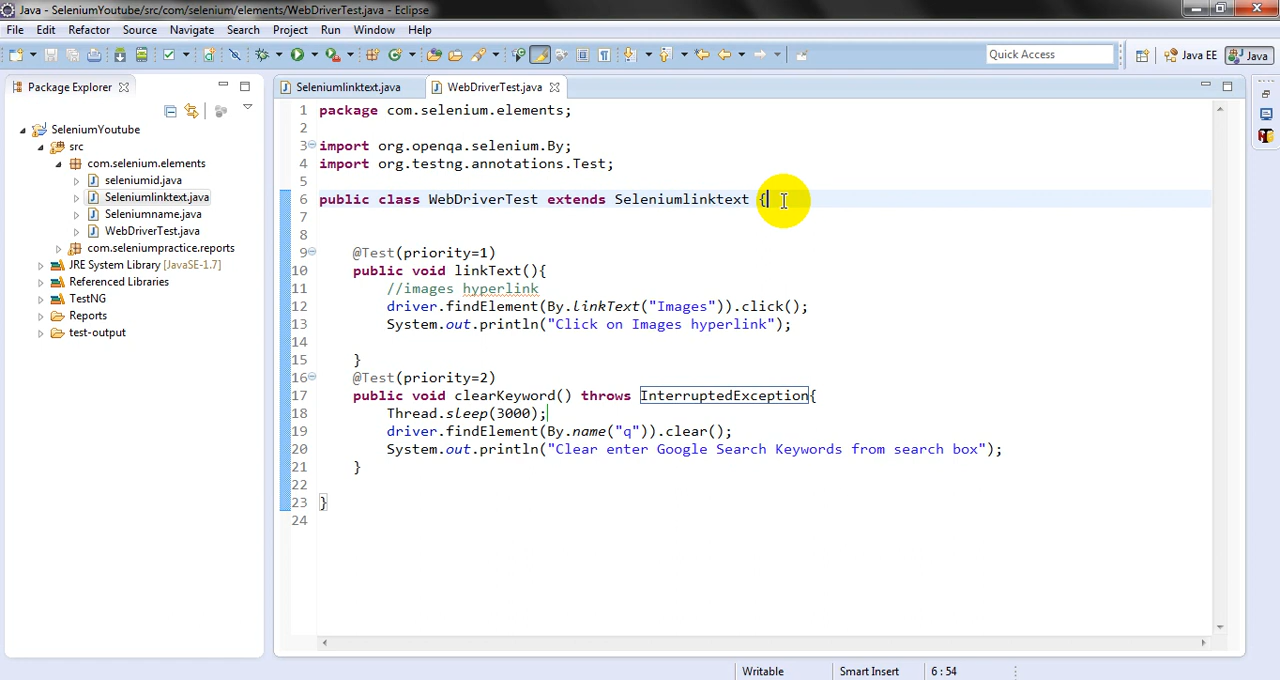 Java - SeleniumYoutube/src/com/selenium/elements/WebDriverTest.java - Eclipse
File Edit Refactor Source Navigate Search Project Run Window Help
Quick Access Java EE Java
Package Explorer
SeleniumYoutube
src
com.selenium.elements
seleniumid.java
Seleniumlinktext.java
Seleniumname.java
WebDriverTest.java
com.seleniumpractice.reports
JRE System Library [JavaSE-1.7]
Referenced Libraries
TestNG
Reports
test-output
Seleniumlinktext.java WebDriverTest.java
1 package com.selenium.elements;
2
3 import org.openqa.selenium.By;
4 import org.testng.annotations.Test;
5
6 public class WebDriverTest extends Seleniumlinktext {
7
8
9 @Test(priority=1)
10 public void linkText(){
11 //images hyperlink
12 driver.findElement(By.linkText("Images")).click();
13 System.out.println("Click on Images hyperlink");
14
15 }
16 @Test(priority=2)
17 public void clearKeyword() throws InterruptedException{
18 Thread.sleep(3000);
19 driver.findElement(By.name("q")).clear();
20 System.out.println("Clear enter Google Search Keywords from search box");
21 }
22
23 }
24
Writable Smart Insert 6 : 54